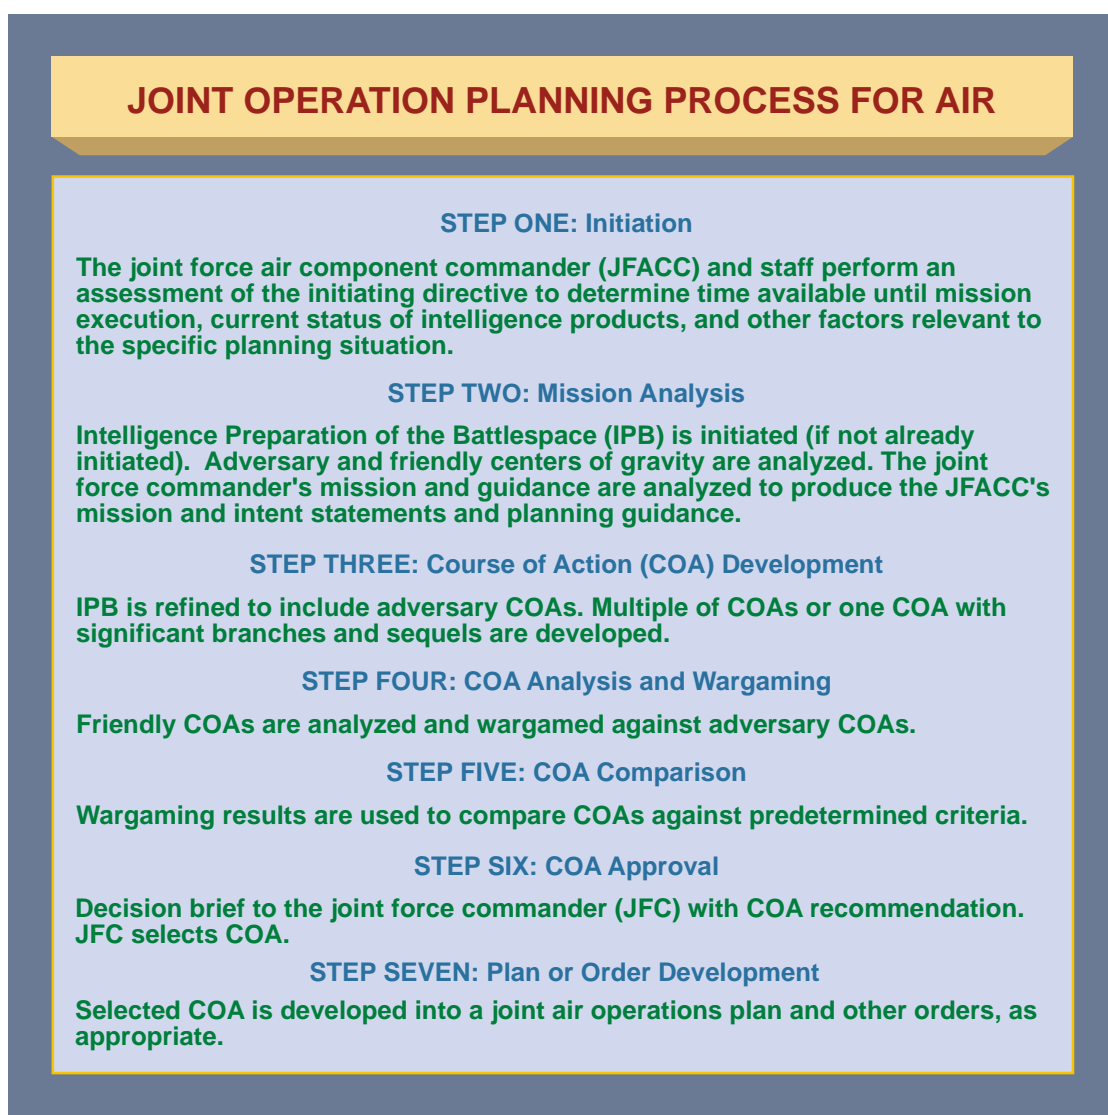 JOINT OPERATION PLANNING PROCESS FOR AIR
STEP ONE: Initiation
The joint force air component commander (JFACC) and staff perform an
assessment of the initiating directive to determine time available until mission
execution, current status of intelligence products, and other factors relevant to
the specific planning situation.
STEP TWO: Mission Analysis
Intelligence Preparation of the Battlespace (IPB) is initiated (if not already
initiated).  Adversary and friendly centers of gravity are analyzed. The joint
force commander's mission and guidance are analyzed to produce the JFACC's
mission and intent statements and planning guidance.
STEP THREE: Course of Action (COA) Development
IPB is refined to include adversary COAs. Multiple of COAs or one COA with
significant branches and sequels are developed.
STEP FOUR: COA Analysis and Wargaming
Friendly COAs are analyzed and wargamed against adversary COAs.
STEP FIVE: COA Comparison
Wargaming results are used to compare COAs against predetermined criteria.
STEP SIX: COA Approval
Decision brief to the joint force commander (JFC) with COA recommendation.
JFC selects COA.
STEP SEVEN: Plan or Order Development
Selected COA is developed into a joint air operations plan and other orders, as
appropriate.